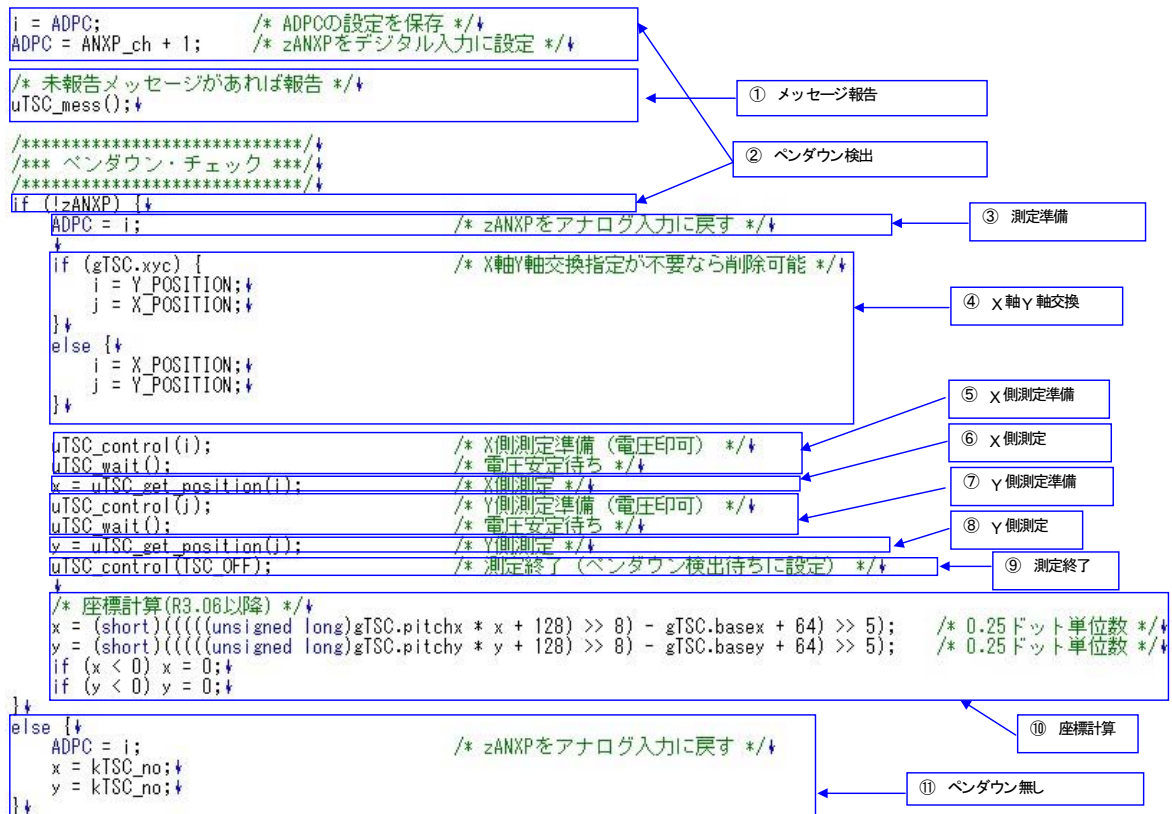 i = ADPC; /* ADPCの設定を保存 */↓
ADPC = ANXP_ch + 1; /* zANXPをデジタル入力に設定 */↓
/* 未報告メッセージがあれば報告 */↓
uTSC_mess();↓
① メッセージ報告
/****************************/↓
/*** ペンダウン・チェック ***/↓
/****************************/↓
② ペンダウン検出
if (!zANXP) {↓
ADPC = i; /* zANXPをアナログ入力に戻す */↓
③ 測定準備
↓
if (gTSC.xyc) { /* X軸Y軸交換指定が不要なら削除可能 */↓
i = Y_POSITION;↓
j = X_POSITION;↓
}↓
else {↓
i = X_POSITION;↓
j = Y_POSITION;↓
}↓
④ X軸Y軸交換
⑤ X側測定準備
uTSC_control(i); /* X側測定準備（電圧印可） */↓
uTSC_wait(); /* 電圧安定待ち */↓
⑥ X側測定
x = uTSC_get_position(i); /* X側測定 */↓
uTSC_control(j); /* Y側測定準備（電圧印可） */↓
uTSC_wait(); /* 電圧安定待ち */↓
⑦ Y側測定準備
y = uTSC_get_position(j); /* Y側測定 */↓
⑧ Y側測定
uTSC_control(TSC_OFF); /* 測定終了（ペンダウン検出待ちに設定） */↓
⑨ 測定終了
↓
/* 座標計算(R3.06以降) */↓
x = (short)(((((unsigned long)gTSC.pitchx * x + 128) >> 8) - gTSC.basex + 64) >> 5); /* 0.25ドット単位数 */↓
y = (short)(((((unsigned long)gTSC.pitchy * y + 128) >> 8) - gTSC.basey + 64) >> 5); /* 0.25ドット単位数 */↓
if (x < 0) x = 0;↓
if (y < 0) y = 0;↓
}↓
⑩ 座標計算
else {↓
ADPC = i; /* zANXPをアナログ入力に戻す */↓
x = kTSC_no;↓
y = kTSC_no;↓
}↓
⑪ ペンダウン無し